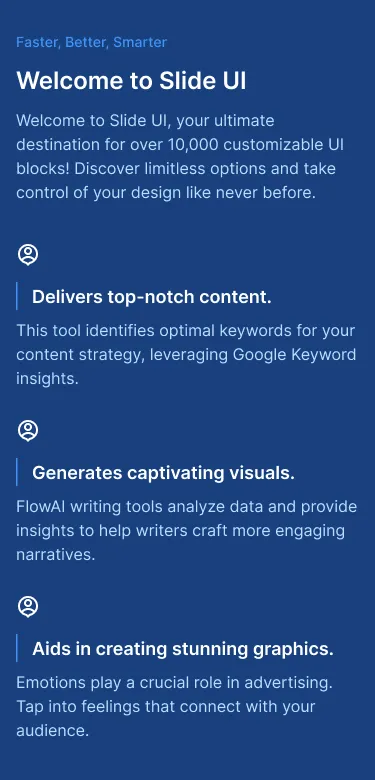 Faster, Better, Smarter
Welcome to Slide UI
Welcome to Slide UI, your ultimate
destination for over 10,000 customizable UI
blocks! Discover limitless options and take
control of your design like never before.
Delivers top-notch content.
This tool identifies optimal keywords for your
content strategy, leveraging Google Keyword
insights.
Generates captivating visuals.
FlowAI writing tools analyze data and provide
insights to help writers craft more engaging
narratives.
Aids in creating stunning graphics.
Emotions play a crucial role in advertising.
Tap into feelings that connect with your
audience.